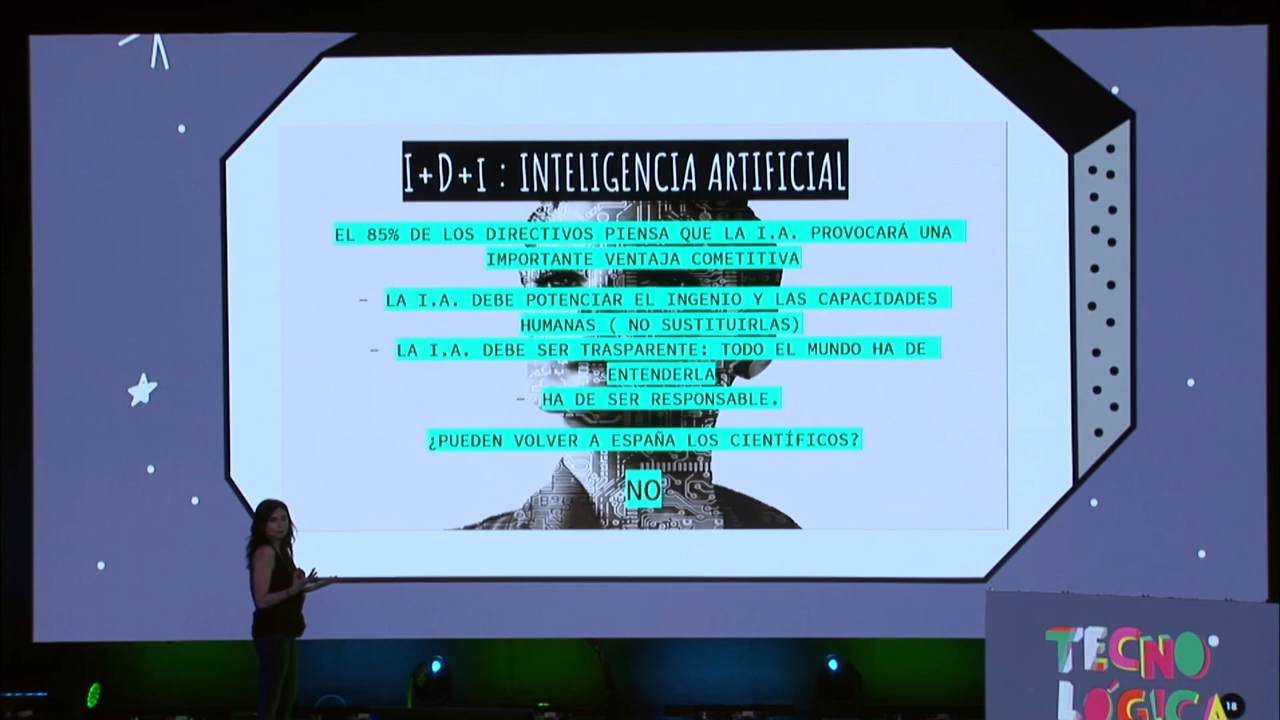 I+D+i : INTELIGENCIA ARTIFICIAL
EL 85% DE LOS DIRECTIVOS PIENSA QUE LA I.A. PROVOCARÁ UNA
IMPORTANTE VENTAJA COMETITIVA
- LA I.A. DEBE POTENCIAR EL INGENIO Y LAS CAPACIDADES
HUMANAS ( NO SUSTITUIRLAS)
- LA I.A. DEBE SER TRASPARENTE: TODO EL MUNDO HA DE
ENTENDERLA
- HA DE SER RESPONSABLE.
¿PUEDEN VOLVER A ESPAÑA LOS CIENTÍFICOS?
NO
TECNO
LÓGICA
18